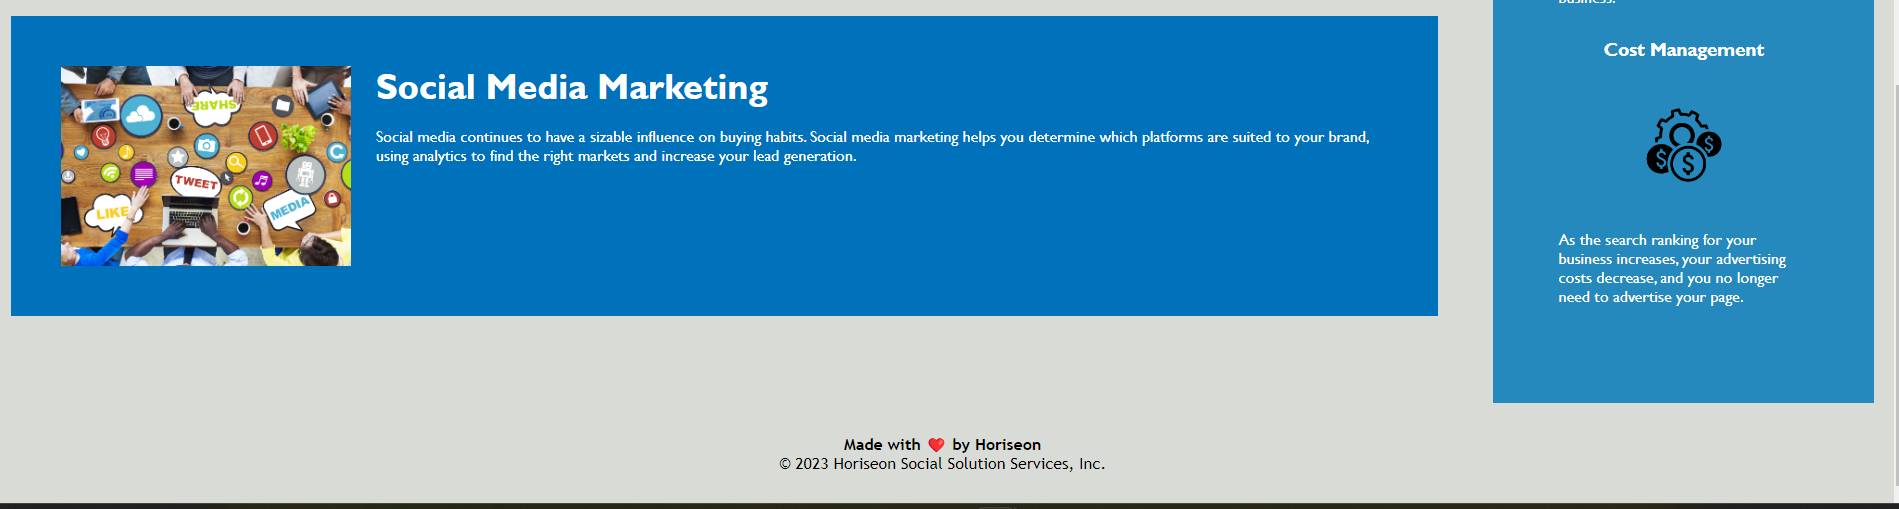 business.
Social Media Marketing
Social media continues to have a sizable influence on buying habits. Social media marketing helps you determine which platforms are suited to your brand,
using analytics to find the right markets and increase your lead generation.
SHARE
TWEET
LIKE
MEDIA
Cost Management
$ $ $
As the search ranking for your
business increases, your advertising
costs decrease, and you no longer
need to advertise your page.
Made with ❤️ by Horiseon
© 2023 Horiseon Social Solution Services, Inc.